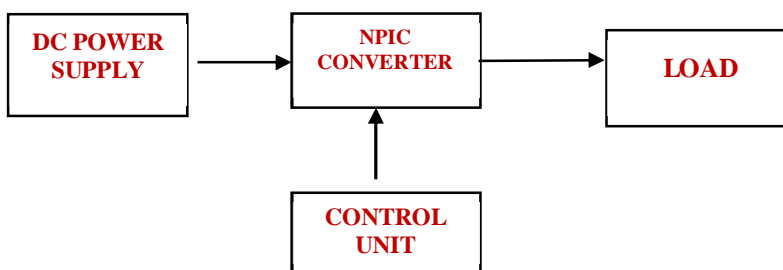 DC POWER
SUPPLY
NPIC
CONVERTER
LOAD
CONTROL
UNIT